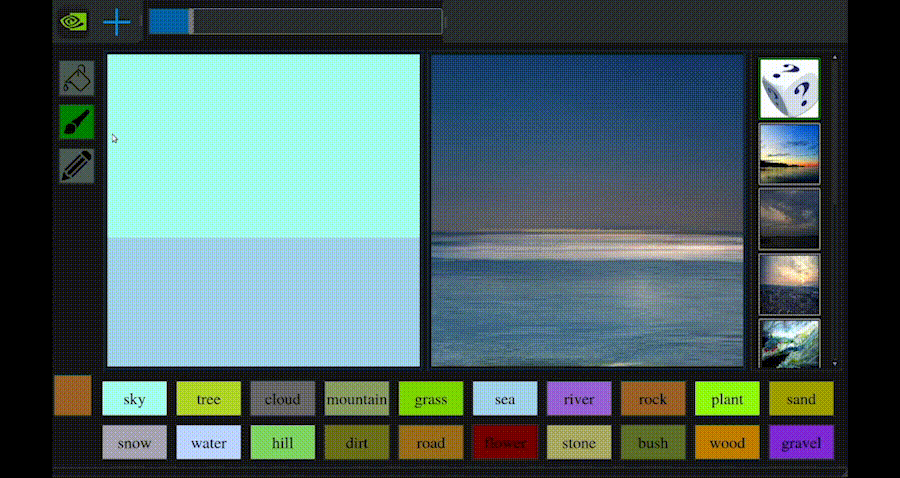 sky tree cloud mountain grass sea river rock plant sand
snow water hill dirt road flower stone bush wood gravel